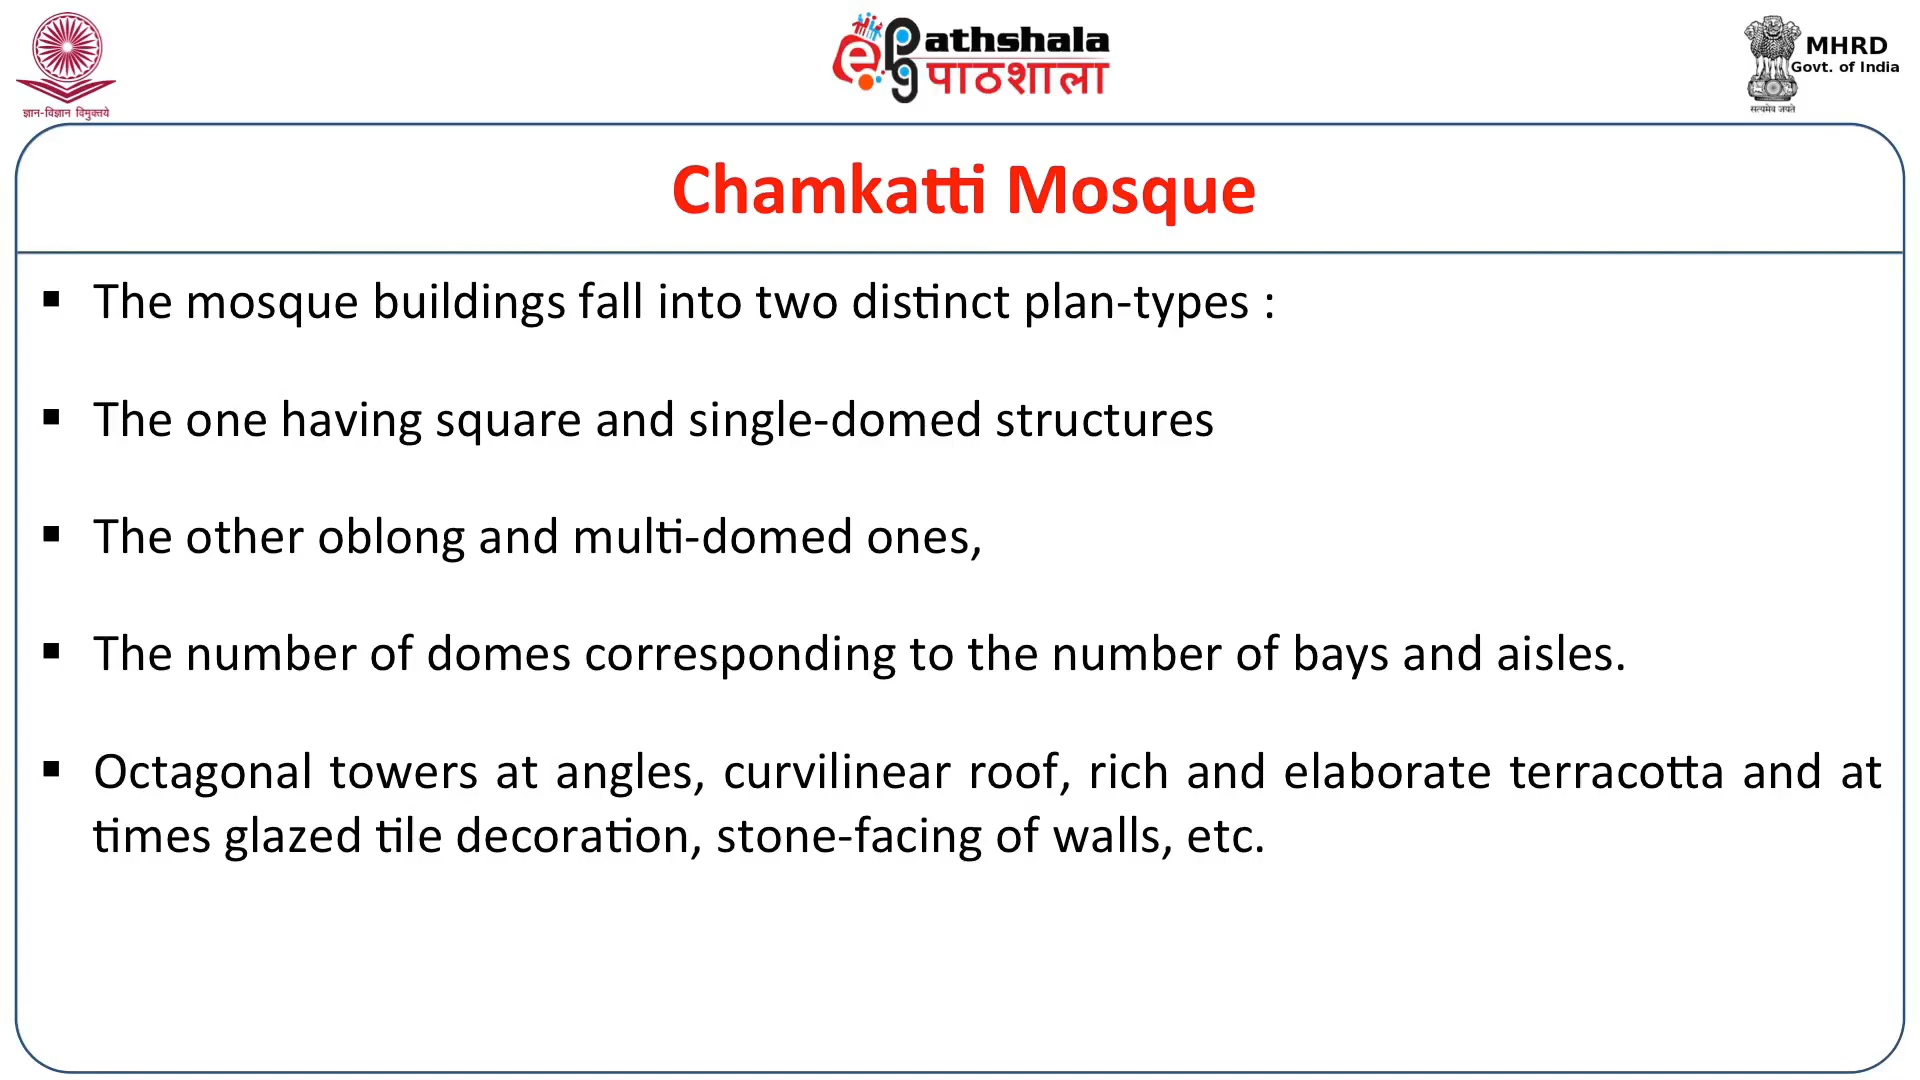 ज्ञान-विज्ञान विमुक्तये
ePG Pathshala
पाठशाला
MHRD
Govt. of India
सत्यमेव जयते
Chamkatti Mosque
▪ The mosque buildings fall into two distinct plan-types :
▪ The one having square and single-domed structures
▪ The other oblong and multi-domed ones,
▪ The number of domes corresponding to the number of bays and aisles.
▪ Octagonal towers at angles, curvilinear roof, rich and elaborate terracotta and at
times glazed tile decoration, stone-facing of walls, etc.